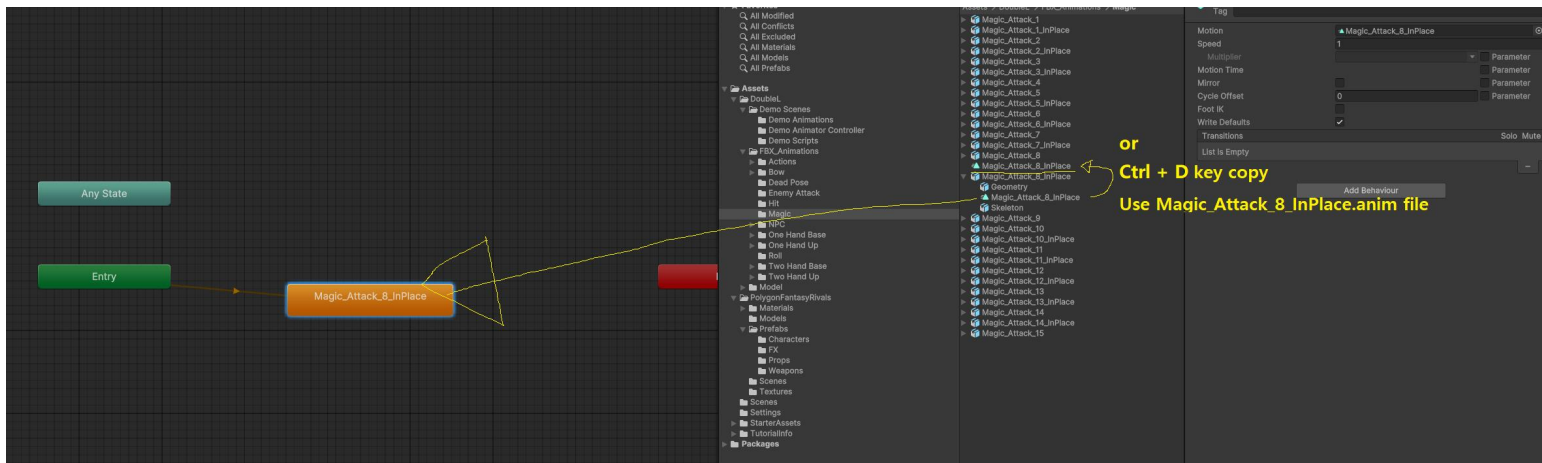 Any State
Entry
Magic_Attack_8_InPlace
Favorites
All Modified
All Conflicts
All Excluded
All Materials
All Models
All Prefabs
Assets
DoubleL
Demo Scenes
Demo Animations
Demo Animator Controller
Demo Scripts
FBX_Animations
Actions
Bow
Dead Pose
Enemy Attack
Hit
Magic
NPC
One Hand Base
One Hand Up
Roll
Two Hand Base
Two Hand Up
Model
PolygonFantasyRivals
Materials
Models
Prefabs
Characters
FX
Props
Weapons
Scenes
Textures
Scenes
Settings
StarterAssets
TutorialInfo
Packages
Assets > DoubleL > FBX_Animations > Magic
Magic_Attack_1
Magic_Attack_1_InPlace
Magic_Attack_2
Magic_Attack_2_InPlace
Magic_Attack_3
Magic_Attack_3_InPlace
Magic_Attack_4
Magic_Attack_5
Magic_Attack_5_InPlace
Magic_Attack_6
Magic_Attack_6_InPlace
Magic_Attack_7
Magic_Attack_7_InPlace
Magic_Attack_8
Magic_Attack_8_InPlace
Magic_Attack_8_InPlace
Geometry
Magic_Attack_8_InPlace
Skeleton
Magic_Attack_9
Magic_Attack_10
Magic_Attack_10_InPlace
Magic_Attack_11
Magic_Attack_11_InPlace
Magic_Attack_12
Magic_Attack_12_InPlace
Magic_Attack_13
Magic_Attack_13_InPlace
Magic_Attack_14
Magic_Attack_14_InPlace
Magic_Attack_15
Tag
Motion Magic_Attack_8_InPlace
Speed 1
Multiplier Parameter
Motion Time Parameter
Mirror Parameter
Cycle Offset 0 Parameter
Foot IK
Write Defaults
Transitions Solo Mute
List is Empty
Add Behaviour
or
Ctrl + D key copy
Use Magic_Attack_8_InPlace.anim file